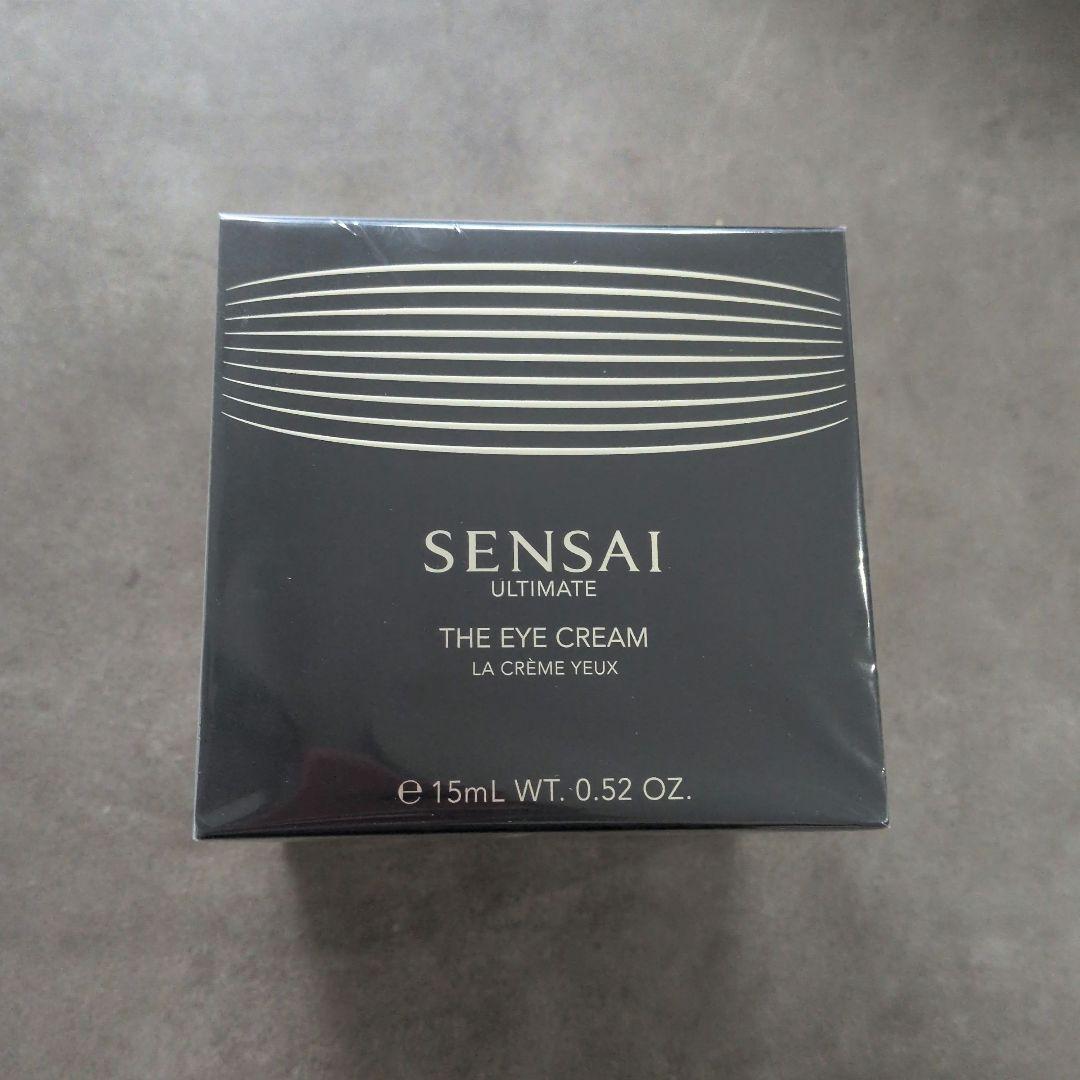 SENSAI
ULTIMATE
THE EYE CREAM
LA CRÈME YEUX
℮ 15mL WT. 0.52 OZ.